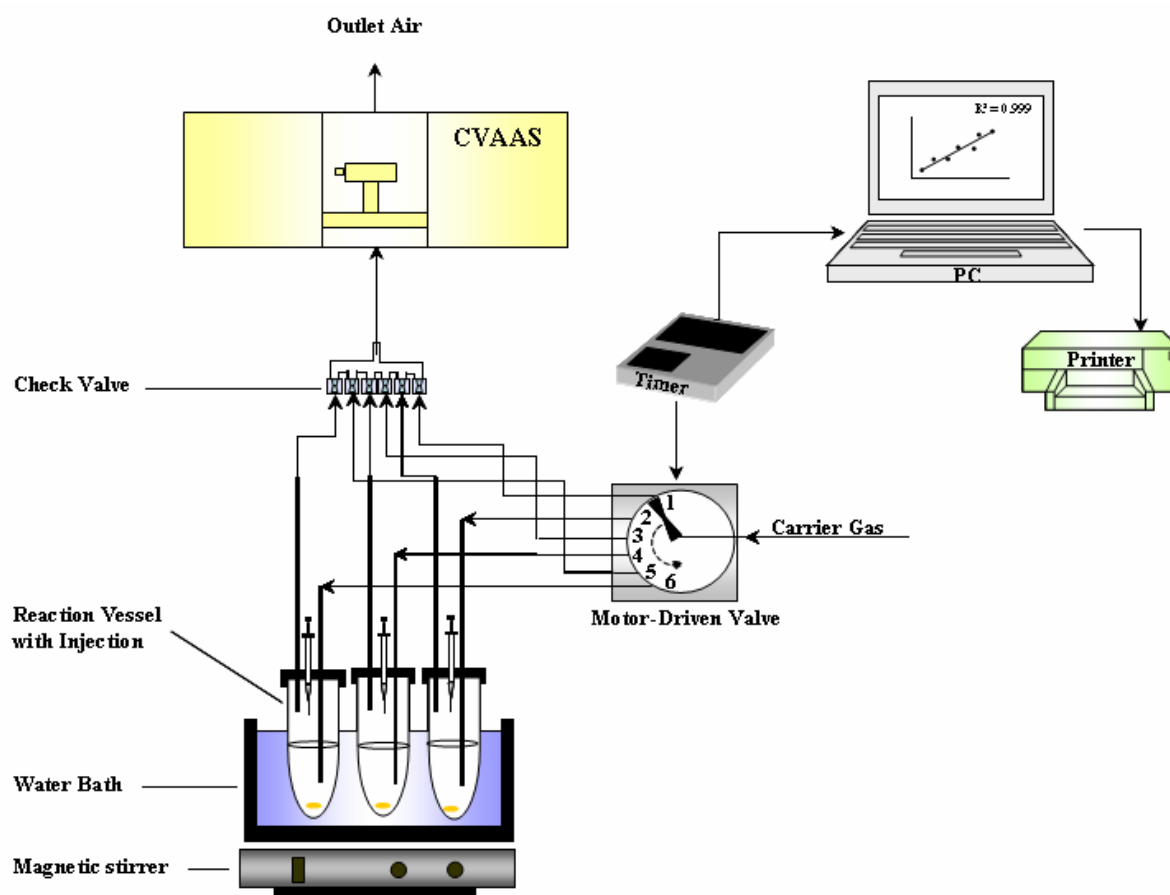 Outlet Air
CVAAS
R² = 0.999
PC
Check Valve
Timer
Printer
1
2
3
4
5
6
Carrier Gas
Motor-Driven Valve
Reaction Vessel
with Injection
Water Bath
Magnetic stirrer